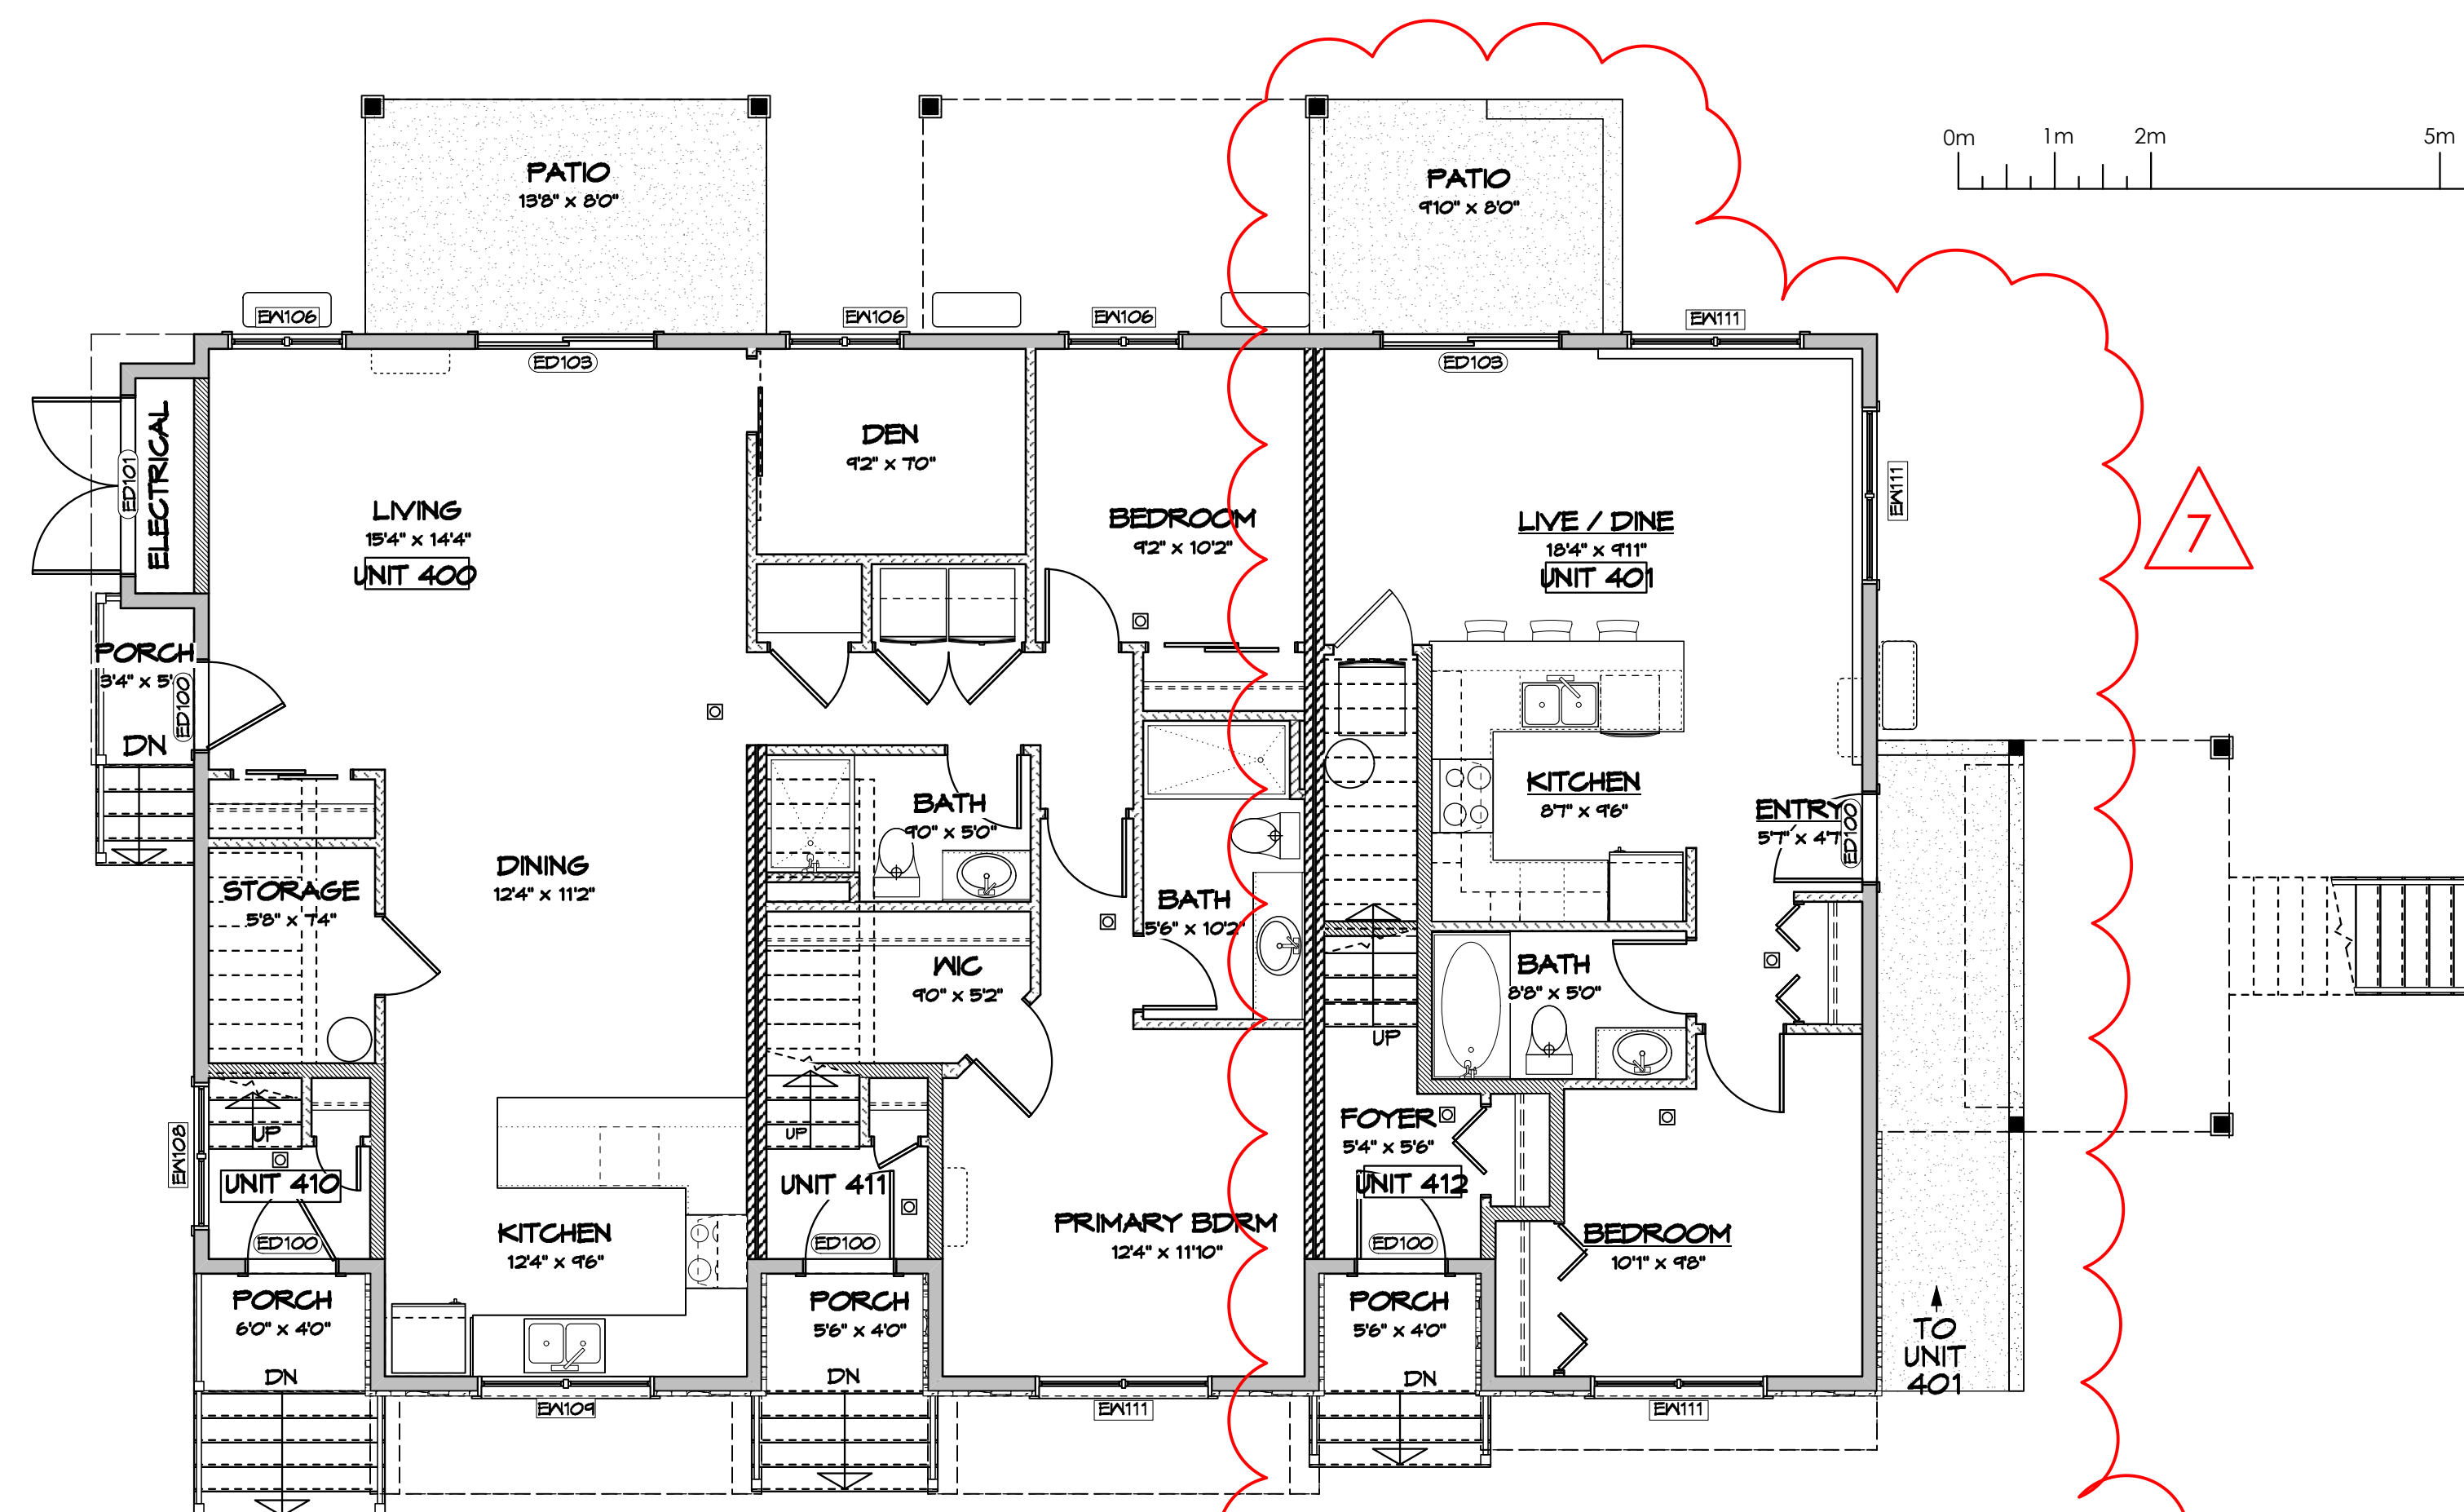 PATIO
13'8" x 8'0"
PATIO
9'10" x 8'0"
0m 1m 2m 5m
EW106
EW106
EW106
EW111
ED103
ED103
ELECTRICAL
ED101
DEN
9'2" x 7'0"
LIVING
15'4" x 14'4"
UNIT 400
BEDROOM
9'2" x 10'2"
LIVE / DINE
18'4" x 9'11"
UNIT 401
EW111
7
PORCH
3'4" x 5'
ED100
DN
BATH
9'0" x 5'0"
KITCHEN
8'7" x 9'6"
ENTRY
5'7" x 4'7
ED100
STORAGE
5'8" x 7'4"
DINING
12'4" x 11'2"
BATH
5'6" x 10'2"
WIC
9'0" x 5'2"
BATH
8'8" x 5'0"
UP
EW108
UP
UNIT 410
ED100
UP
UNIT 411
ED100
FOYER
5'4" x 5'6"
UNIT 412
ED100
KITCHEN
12'4" x 9'6"
PRIMARY BDRM
12'4" x 11'10"
BEDROOM
10'1" x 9'8"
PORCH
6'0" x 4'0"
DN
PORCH
5'6" x 4'0"
DN
PORCH
5'6" x 4'0"
DN
TO
UNIT
401
EW109
EW111
EW111